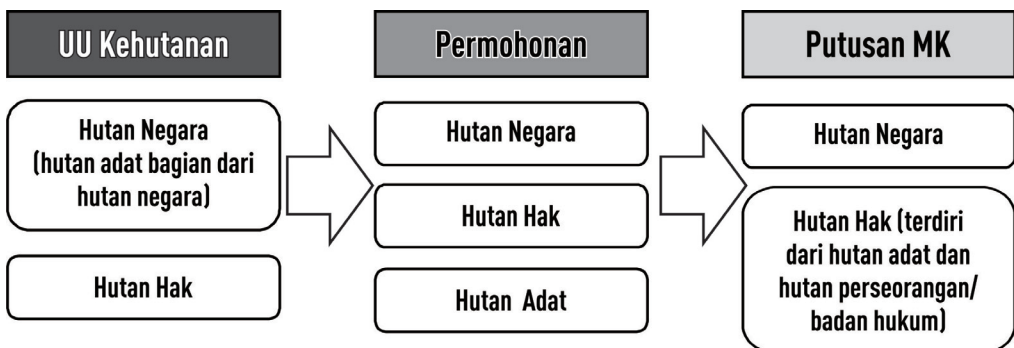 UU Kehutanan
Hutan Negara
(hutan adat bagian dari
hutan negara)
Hutan Hak
Permohonan
Hutan Negara
Hutan Hak
Hutan Adat
Putusan MK
Hutan Negara
Hutan Hak (terdiri
dari hutan adat dan
hutan perseorangan/
badan hukum)